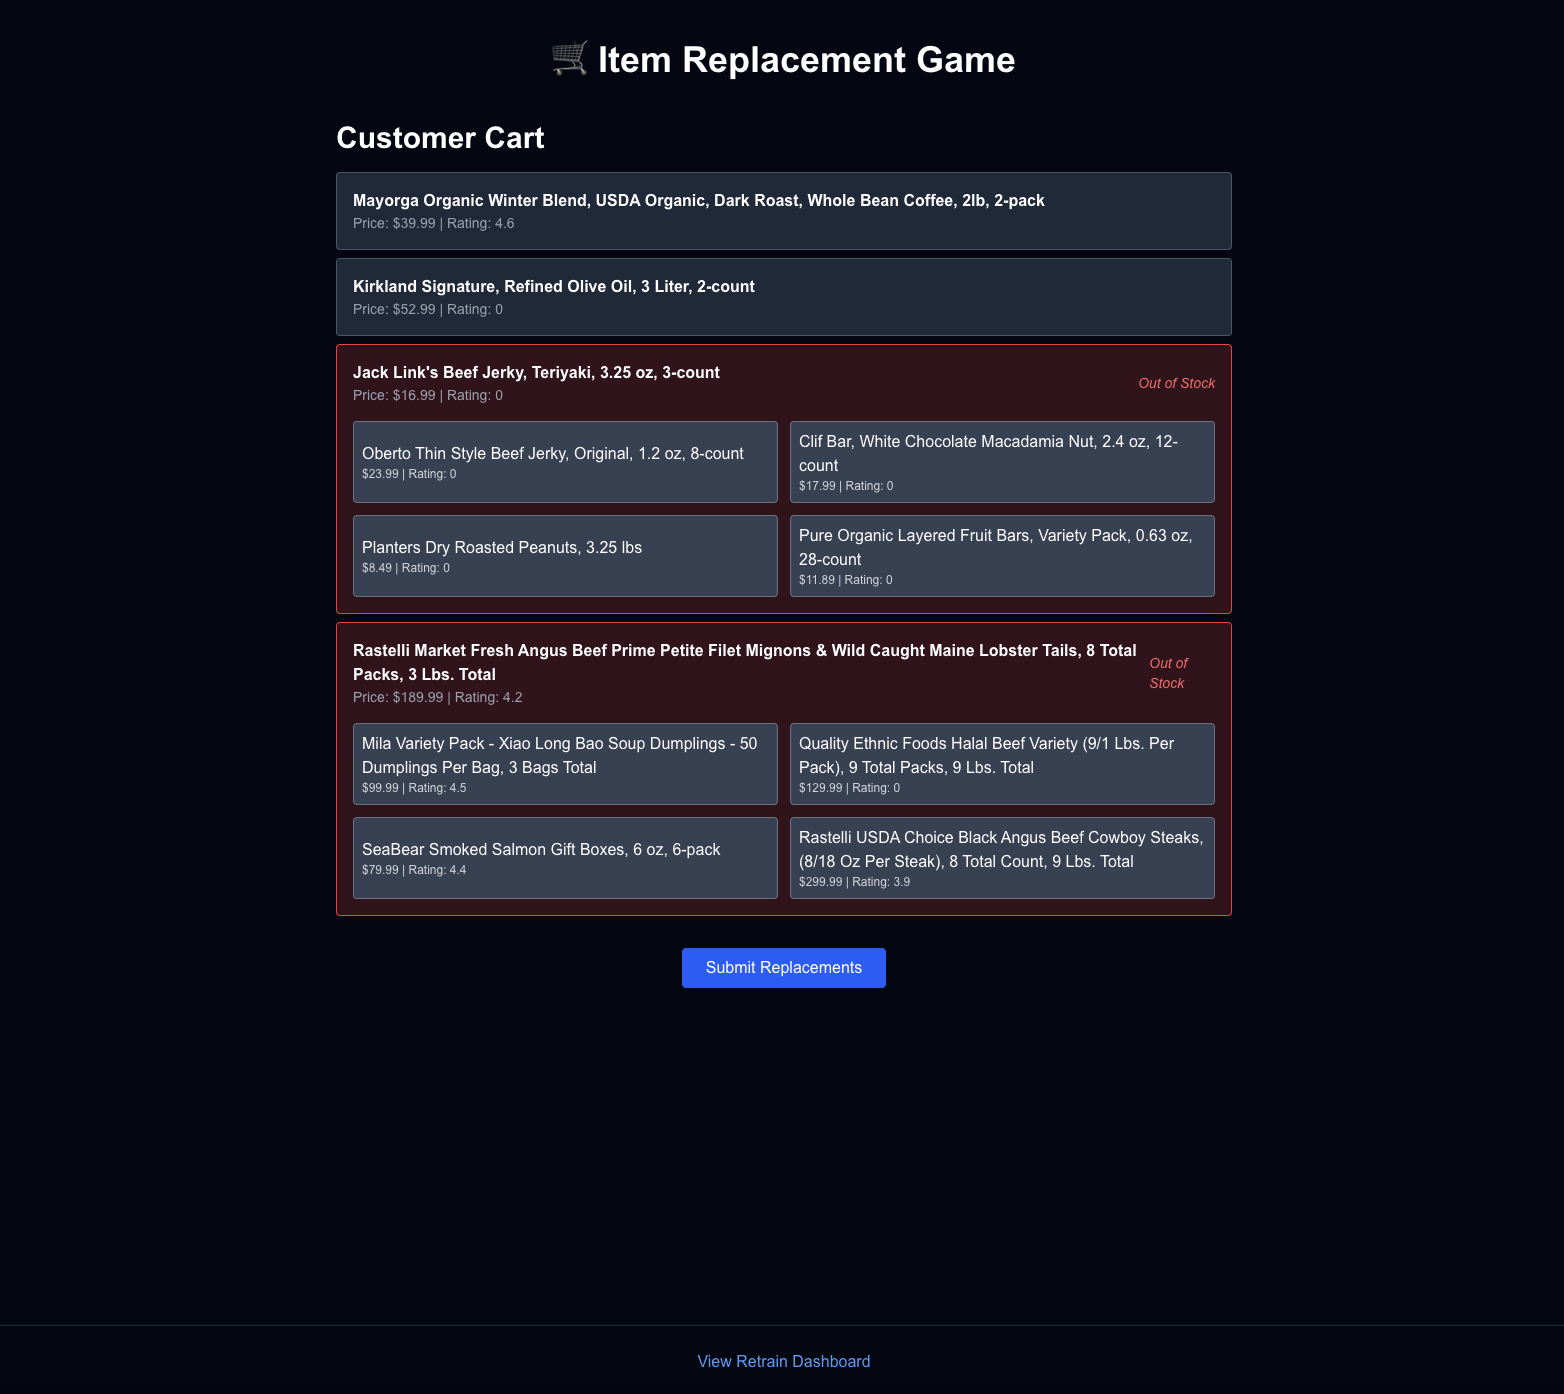 Item Replacement Game
Customer Cart
Mayorga Organic Winter Blend, USDA Organic, Dark Roast, Whole Bean Coffee, 2lb, 2-pack
Price: $39.99 | Rating: 4.6
Kirkland Signature, Refined Olive Oil, 3 Liter, 2-count
Price: $52.99 | Rating: 0
Jack Link's Beef Jerky, Teriyaki, 3.25 oz, 3-count
Price: $16.99 | Rating: 0
Out of Stock
Oberto Thin Style Beef Jerky, Original, 1.2 oz, 8-count
$23.99 | Rating: 0
Clif Bar, White Chocolate Macadamia Nut, 2.4 oz, 12-
count
$17.99 | Rating: 0
Planters Dry Roasted Peanuts, 3.25 lbs
$8.49 | Rating: 0
Pure Organic Layered Fruit Bars, Variety Pack, 0.63 oz,
28-count
$11.89 | Rating: 0
Rastelli Market Fresh Angus Beef Prime Petite Filet Mignons & Wild Caught Maine Lobster Tails, 8 Total
Packs, 3 Lbs. Total
Price: $189.99 | Rating: 4.2
Out of
Stock
Mila Variety Pack - Xiao Long Bao Soup Dumplings - 50
Dumplings Per Bag, 3 Bags Total
$99.99 | Rating: 4.5
Quality Ethnic Foods Halal Beef Variety (9/1 Lbs. Per
Pack), 9 Total Packs, 9 Lbs. Total
$129.99 | Rating: 0
SeaBear Smoked Salmon Gift Boxes, 6 oz, 6-pack
$79.99 | Rating: 4.4
Rastelli USDA Choice Black Angus Beef Cowboy Steaks,
(8/18 Oz Per Steak), 8 Total Count, 9 Lbs. Total
$299.99 | Rating: 3.9
Submit Replacements
View Retrain Dashboard